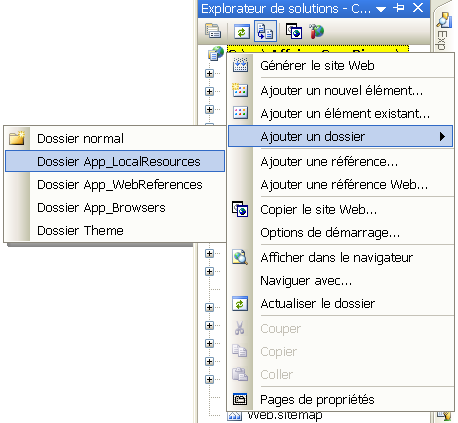 Explorateur de solutions - C...
Générer le site Web
Ajouter un nouvel élément...
Ajouter un élément existant...
Ajouter un dossier
Dossier normal
Dossier App_LocalResources
Dossier App_WebReferences
Dossier App_Browsers
Dossier Theme
Ajouter une référence...
Ajouter une référence Web...
Copier le site Web...
Options de démarrage...
Afficher dans le navigateur
Naviguer avec...
Actualiser le dossier
Couper
Copier
Coller
Pages de propriétés
Web.sitemap